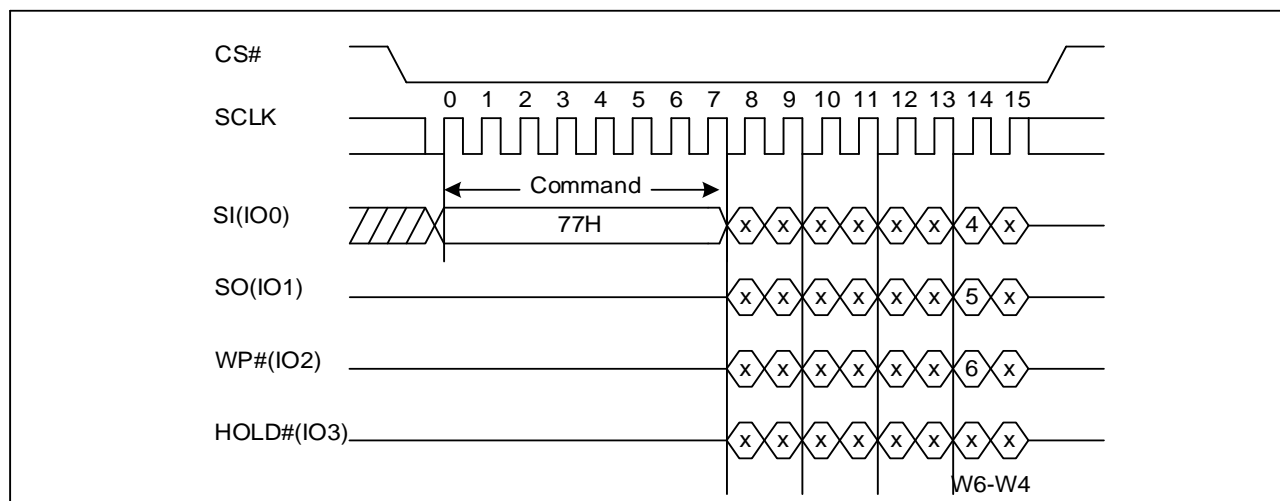 CS#
0 1 2 3 4 5 6 7 8 9 10 11 12 13 14 15
SCLK
Command
SI(IO0)
77H
x x x x x x 4 x
SO(IO1)
x x x x x x 5 x
WP#(IO2)
x x x x x x 6 x
HOLD#(IO3)
x x x x x x x x
W6-W4